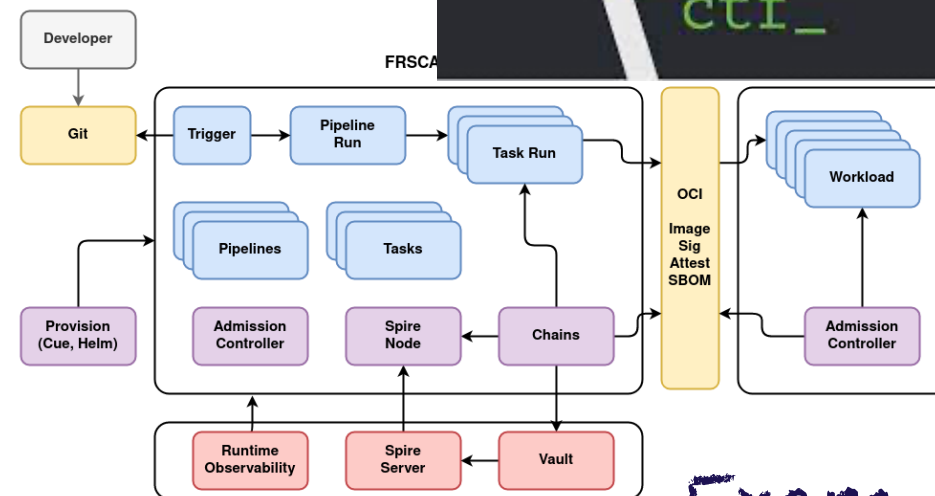 ctf_
Developer
FRSCA
Git
Trigger
Pipeline
Run
Task Run
OCI
Image
Sig
Attest
SBOM
Workload
Pipelines
Tasks
Provision
(Cue, Helm)
Admission
Controller
Spire
Node
Chains
Admission
Controller
Runtime
Observability
Spire
Server
Vault